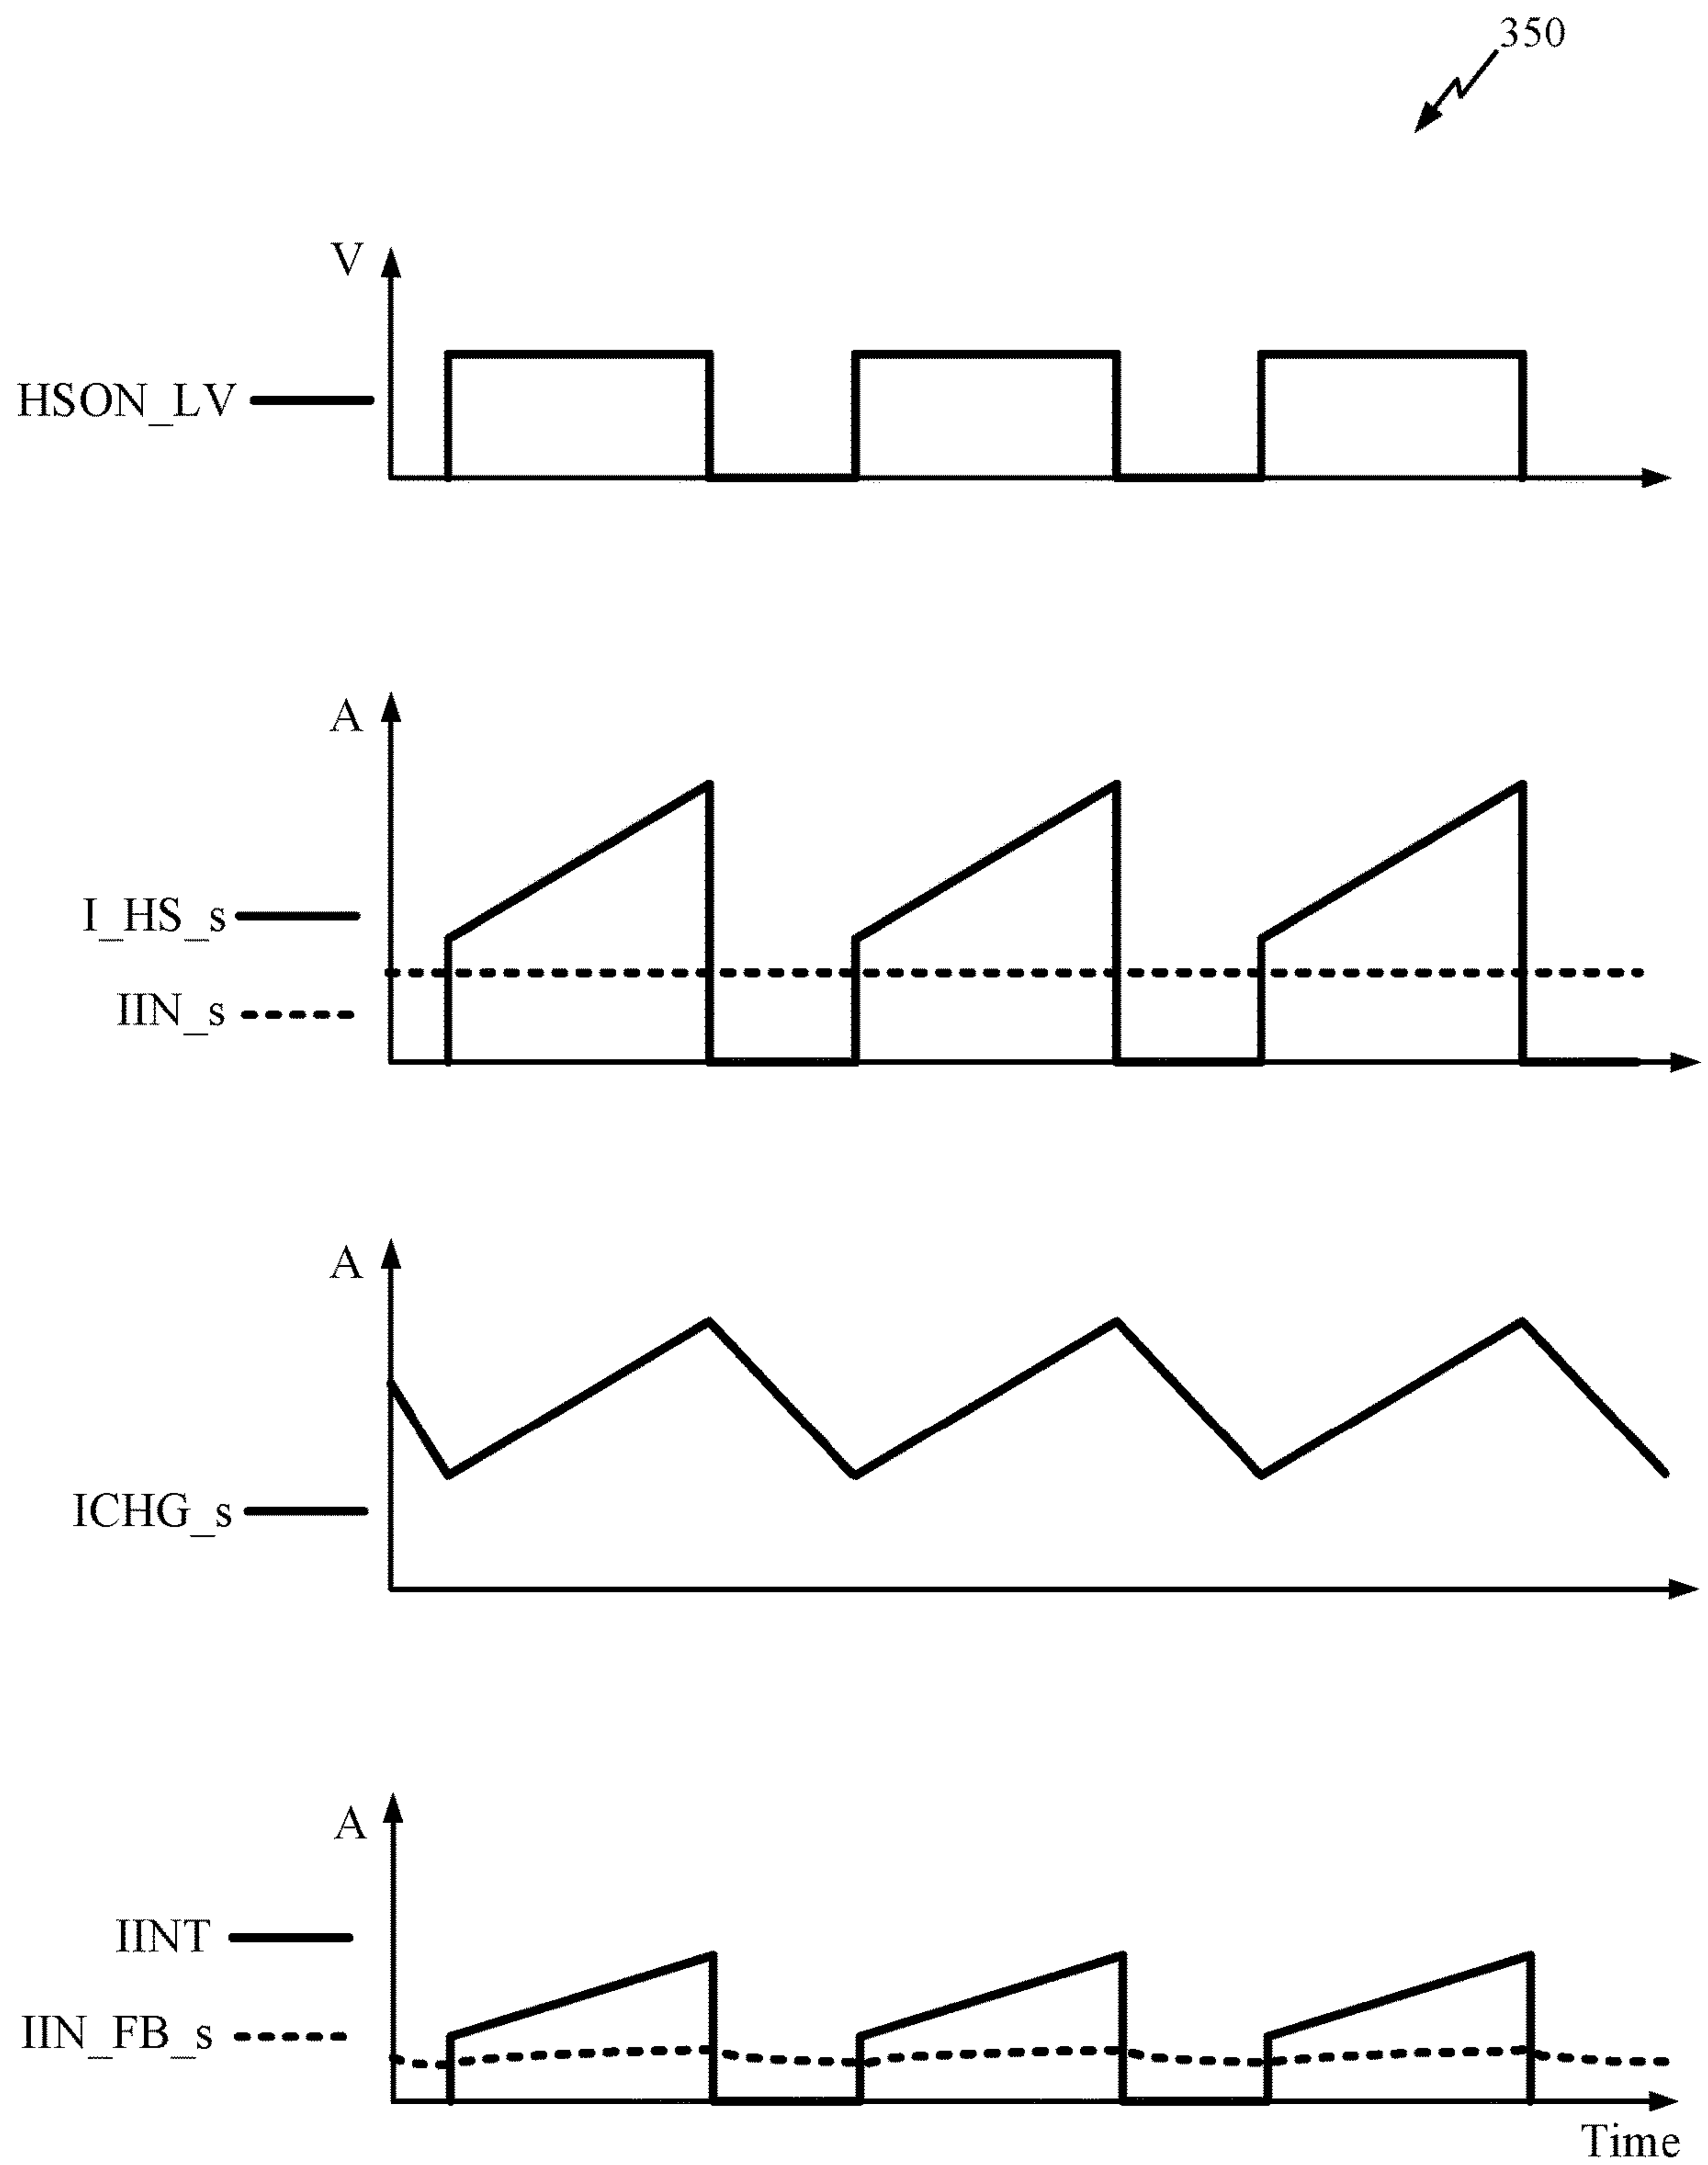 350
V
HSON_LV
A
I_HS_s
IIN_s
A
ICHG_s
A
IINT
IIN_FB_s
Time